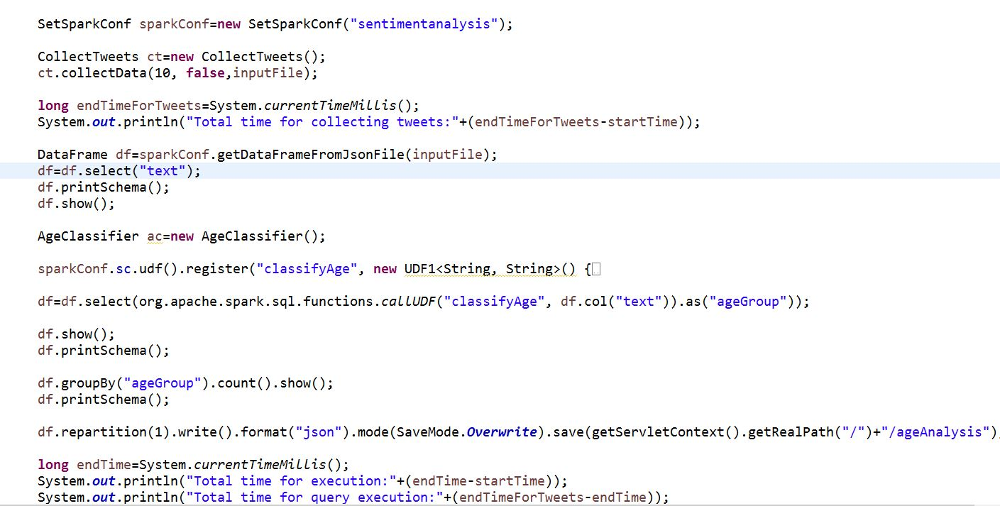 SetSparkConf sparkConf=new SetSparkConf("sentimentanalysis");
CollectTweets ct=new CollectTweets();
ct.collectData(10, false,inputFile);
long endTimeForTweets=System.currentTimeMillis();
System.out.println("Total time for collecting tweets:"+(endTimeForTweets-startTime));
DataFrame df=sparkConf.getDataFrameFromJsonFile(inputFile);
df=df.select("text");
df.printSchema();
df.show();
AgeClassifier ac=new AgeClassifier();
sparkConf.sc.udf().register("classifyAge", new UDF1<String, String>() {
df=df.select(org.apache.spark.sql.functions.callUDF("classifyAge", df.col("text")).as("ageGroup"));
df.show();
df.printSchema();
df.groupBy("ageGroup").count().show();
df.printSchema();
df.repartition(1).write().format("json").mode(SaveMode.Overwrite).save(getServletContext().getRealPath("/")+"/ageAnalysis")
long endTime=System.currentTimeMillis();
System.out.println("Total time for execution:"+(endTime-startTime));
System.out.println("Total time for query execution:"+(endTimeForTweets-endTime));